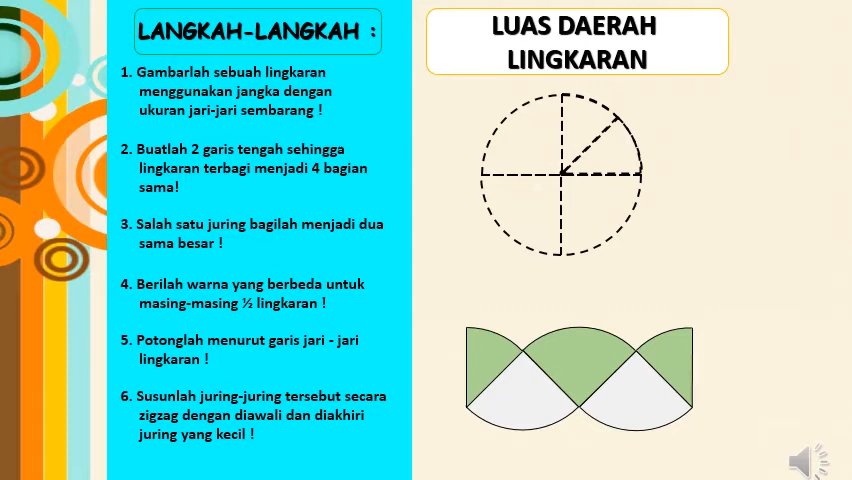 LANGKAH-LANGKAH :
1. Gambarlah sebuah lingkaran
menggunakan jangka dengan
ukuran jari-jari sembarang !
2. Buatlah 2 garis tengah sehingga
lingkaran terbagi menjadi 4 bagian
sama!
3. Salah satu juring bagilah menjadi dua
sama besar !
4. Berilah warna yang berbeda untuk
masing-masing ½ lingkaran !
5. Potonglah menurut garis jari - jari
lingkaran !
6. Susunlah juring-juring tersebut secara
zigzag dengan diawali dan diakhiri
juring yang kecil !
LUAS DAERAH
LINGKARAN